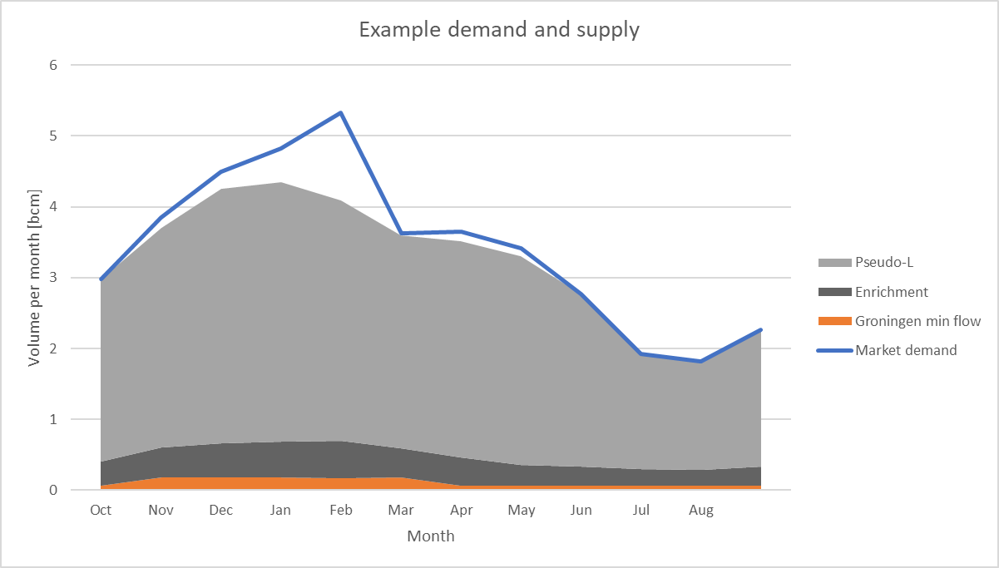 Example demand and supply
Volume per month [bcm]
6
5
4
3
2
1
0
Oct Nov Dec Jan Feb Mar Apr May Jun Jul Aug
Month
Pseudo-L
Enrichment
Groningen min flow
Market demand